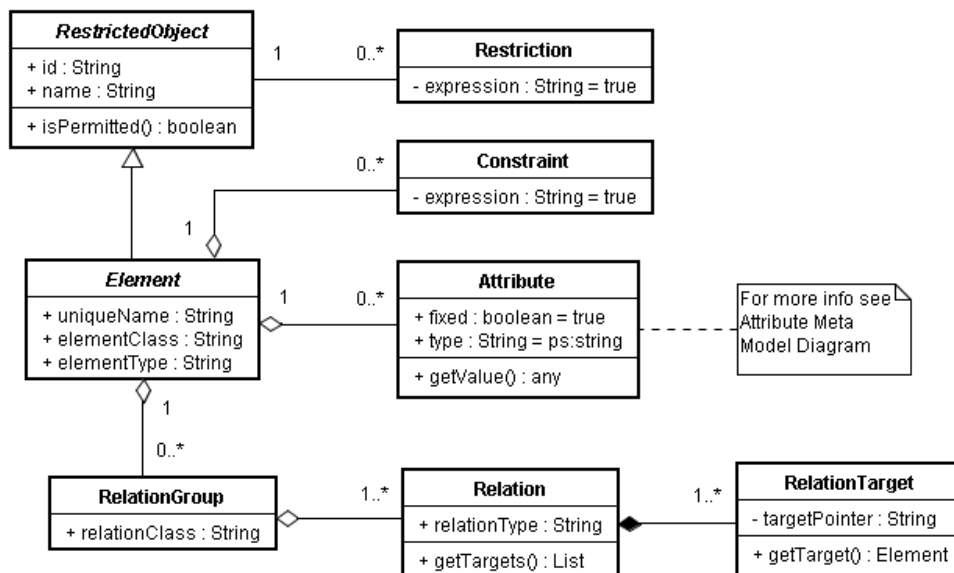 RestrictedObject
+ id : String
+ name : String
+ isPermitted() : boolean
1
0..*
Restriction
- expression : String = true
0..*
1
Constraint
- expression : String = true
Element
+ uniqueName : String
+ elementClass : String
+ elementType : String
1
0..*
Attribute
+ fixed : boolean = true
+ type : String = ps:string
+ getValue() : any
For more info see
Attribute Meta
Model Diagram
1
0..*
RelationGroup
+ relationClass : String
1..*
Relation
+ relationType : String
+ getTargets() : List
1..*
RelationTarget
- targetPointer : String
+ getTarget() : Element